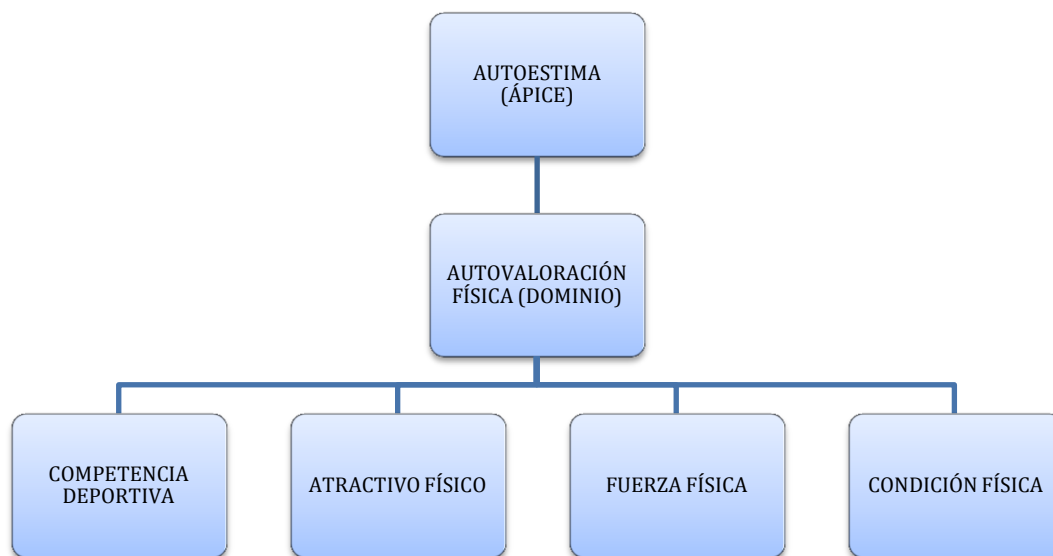 AUTOESTIMA
(ÁPICE)
AUTOVALORACIÓN
FÍSICA (DOMINIO)
COMPETENCIA
DEPORTIVA
ATRACTIVO FÍSICO
FUERZA FÍSICA
CONDICIÓN FÍSICA